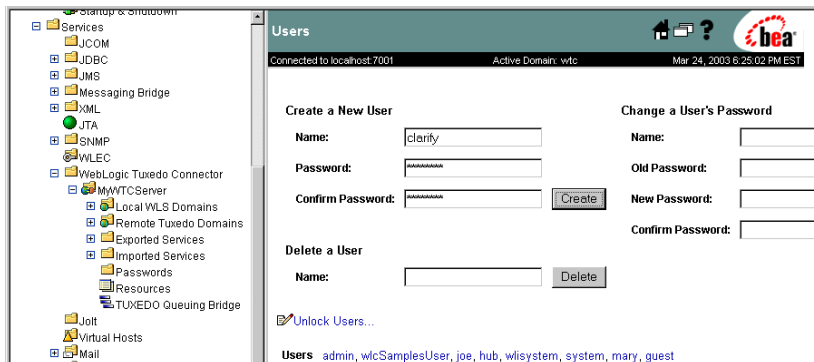 Startup & Shutdown
Services
JCOM
JDBC
JMS
Messaging Bridge
XML
JTA
SNMP
WLEC
WebLogic Tuxedo Connector
MyWTCServer
Local WLS Domains
Remote Tuxedo Domains
Exported Services
Imported Services
Passwords
Resources
TUXEDO Queuing Bridge
Jolt
Virtual Hosts
Mail
Users
?
bea
Connected to localhost:7001 Active Domain: wtc Mar 24, 2003 6:25:02 PM EST
Create a New User
Name: clarify
Password: ********
Confirm Password: ******** Create
Delete a User
Name: Delete
Change a User's Password
Name:
Old Password:
New Password:
Confirm Password:
Unlock Users...
Users admin, wlcSamplesUser, joe, hub, wlisystem, system, mary, guest